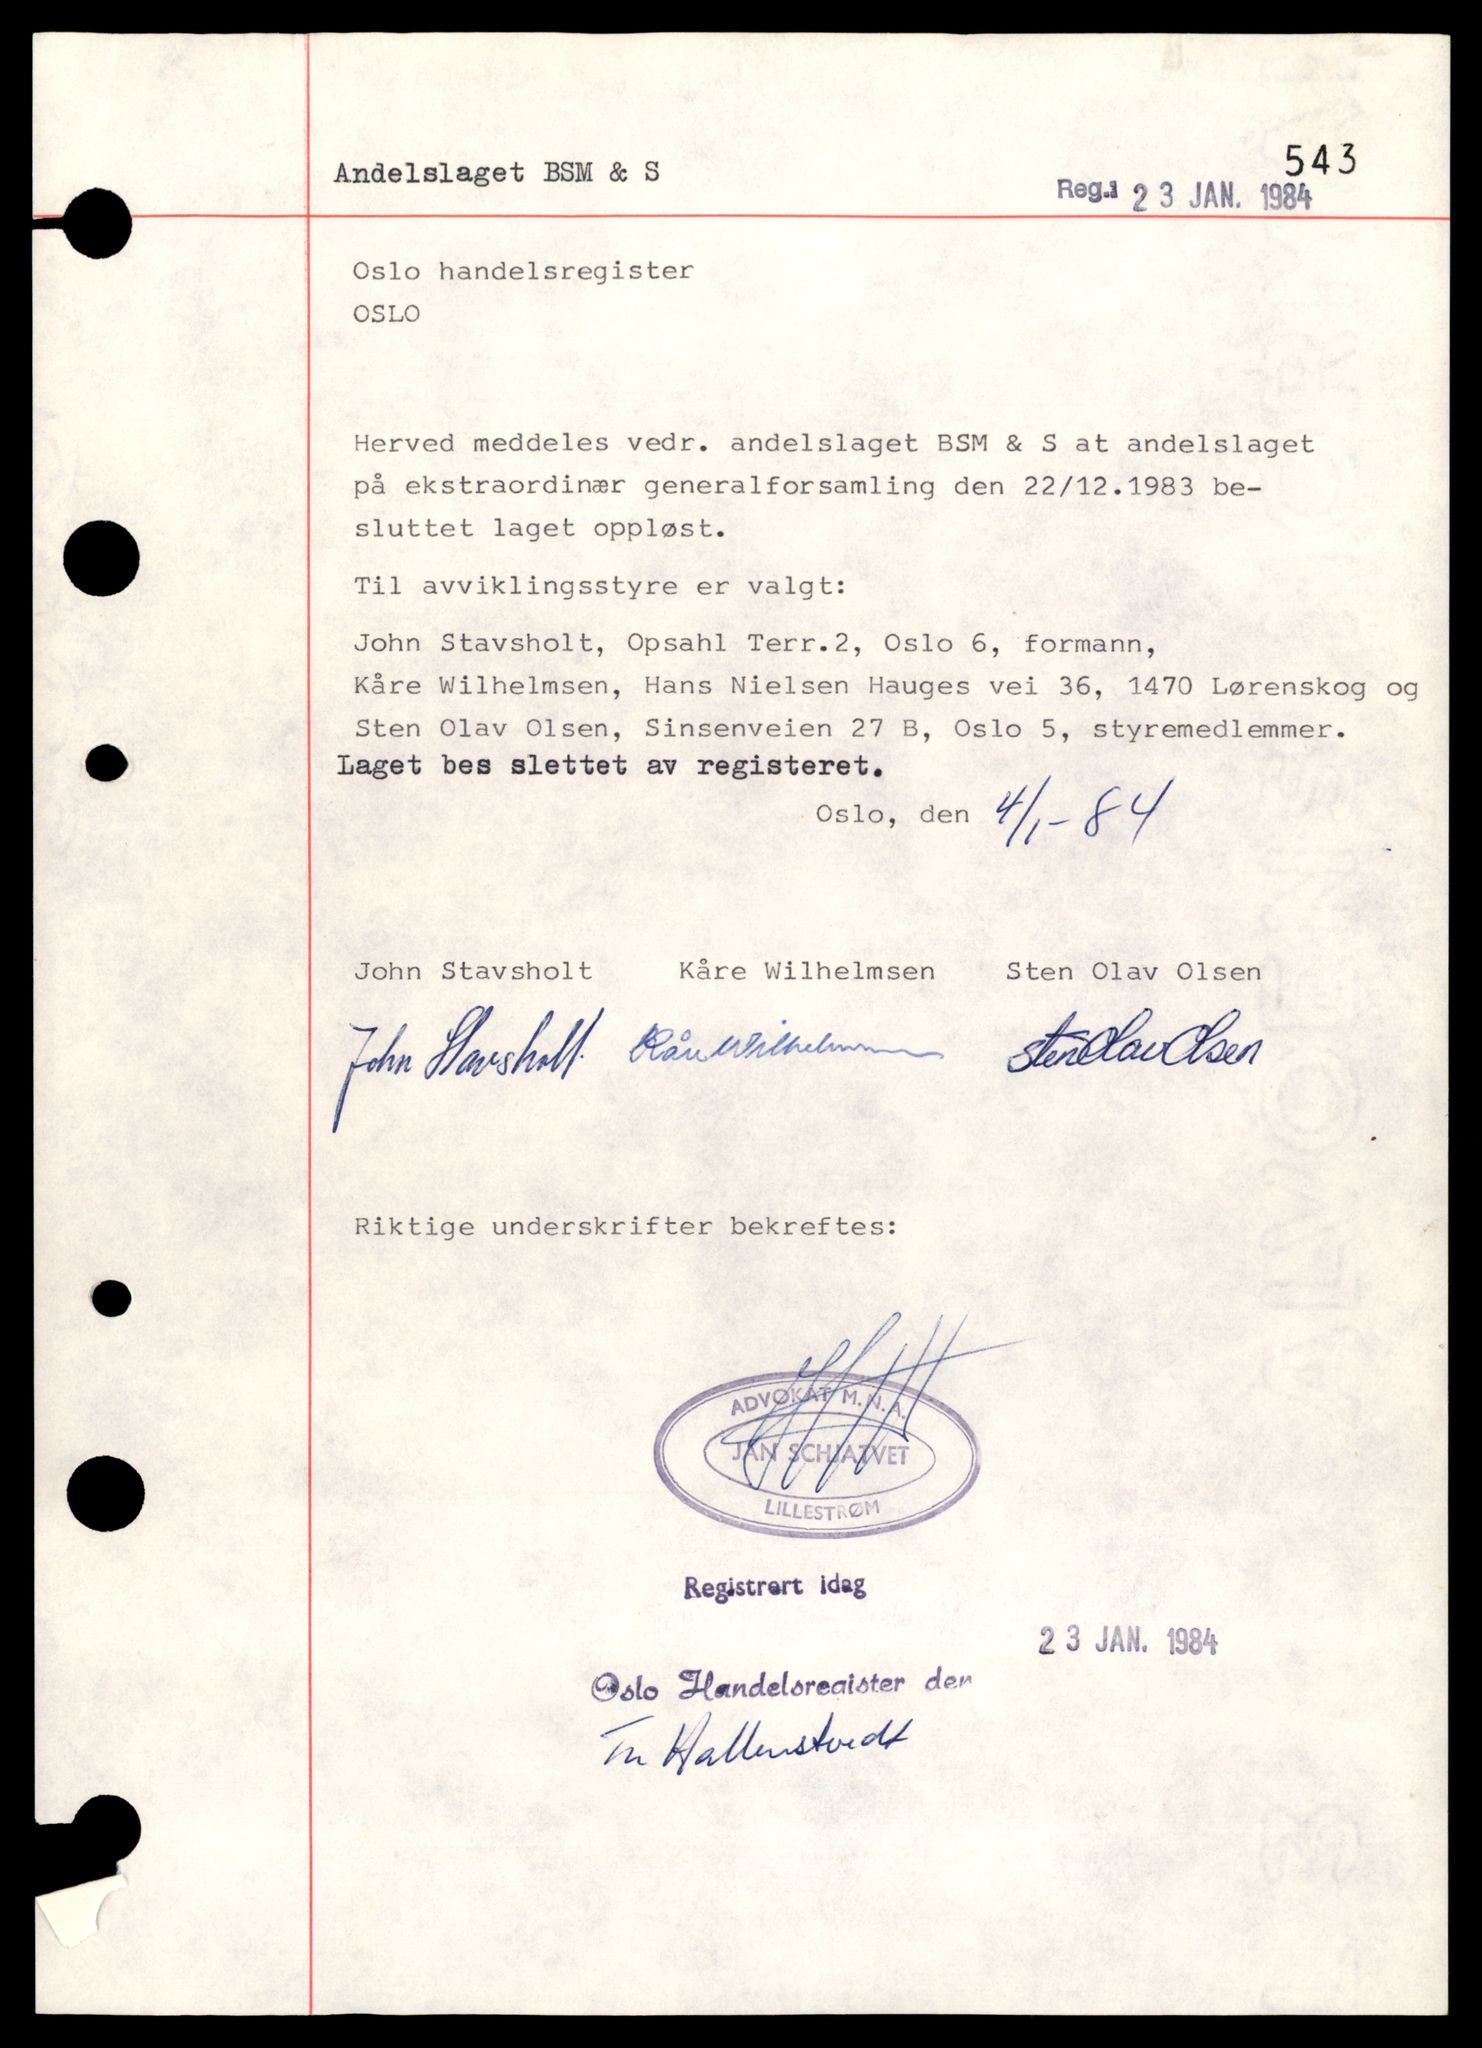 543
Andelslaget BSM & S
Reg. 23 JAN. 1984
Oslo handelsregister
OSLO
Herved meddeles vedr. andelslaget BSM & S at andelslaget
på ekstraordinær generalforsamling den 22/12.1983 be-
sluttet laget oppløst.
Til avviklingsstyre er valgt:
John Stavsholt, Opsahl Terr.2, Oslo 6, formann,
Kåre Wilhelmsen, Hans Nielsen Hauges vei 36, 1470 Lørenskog og
Sten Olav Olsen, Sinsenveien 27 B, Oslo 5, styremedlemmer.
Laget bes slettet av registeret.
Oslo, den 4/1-84
John Stavsholt Kåre Wilhelmsen Sten Olav Olsen
John Stavsholt. Kåre Wilhelmsen Sten Olav Olsen
Riktige underskrifter bekreftes:
ADVOKAT M.N.A.
JAN SCHJATVET
LILLESTRØM
Registrert idag
23 JAN. 1984
Oslo Handelsregister den
Hallenstvedt